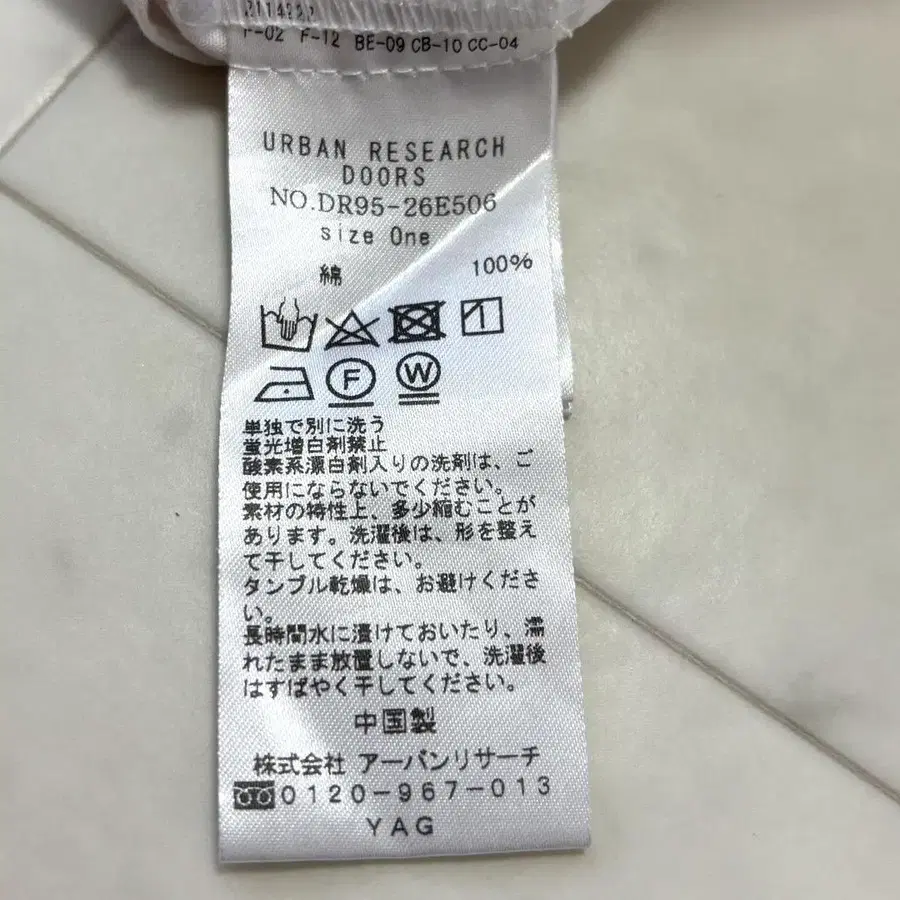 F-12 BE-09 CB-10 CC-04
URBAN RESEARCH
DOORS
NO.DR95-26E506
size One
綿 100%
F W
単独で別に洗う
蛍光増白剤禁止
酸素系漂白剤入りの洗剤は、ご
使用にならないでください。
素材の特性上、多少縮むことが
あります。洗濯後は、形を整え
て干してください。
タンブル乾燥は、お避けくださ
い。
長時間水に漬けておいたり、濡
れたまま放置しないで、洗濯後
はすばやく干してください。
中国製
株式会社 アーバンリサーチ
0120-967-013
YAG